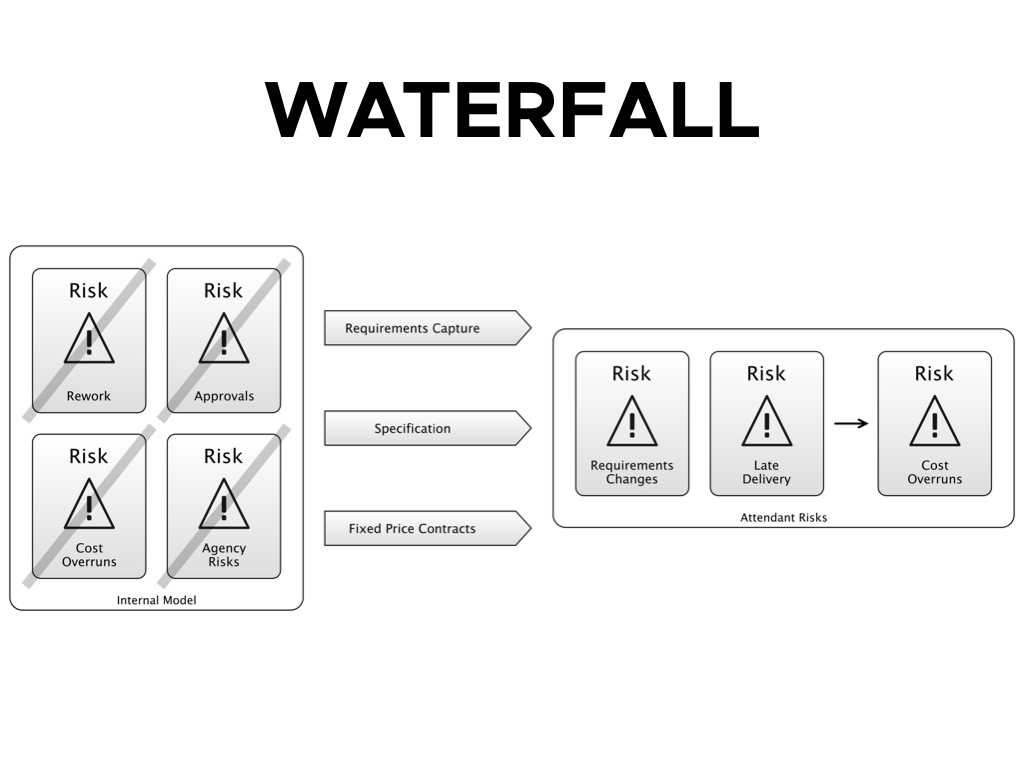 WATERFALL
Risk
!
Rework
Risk
!
Approvals
Risk
!
Cost
Overruns
Risk
!
Agency
Risks
Internal Model
Requirements Capture
Specification
Fixed Price Contracts
Risk
!
Requirements
Changes
Risk
!
Late
Delivery
Risk
!
Cost
Overruns
Attendant Risks